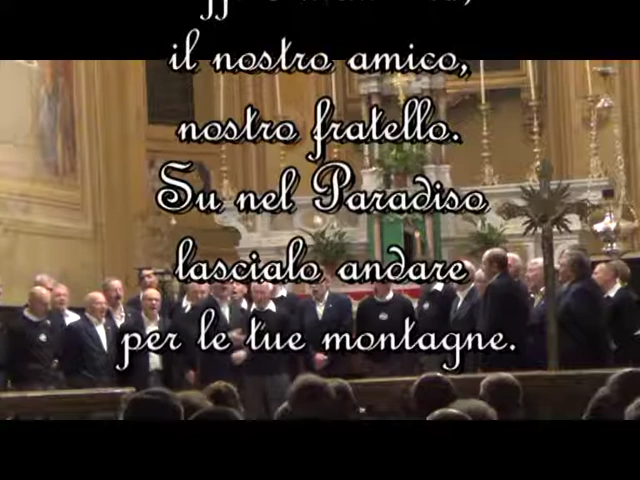 il nostro amico,
nostro fratello.
Su nel Paradiso
lascialo andare
per le tue montagne.